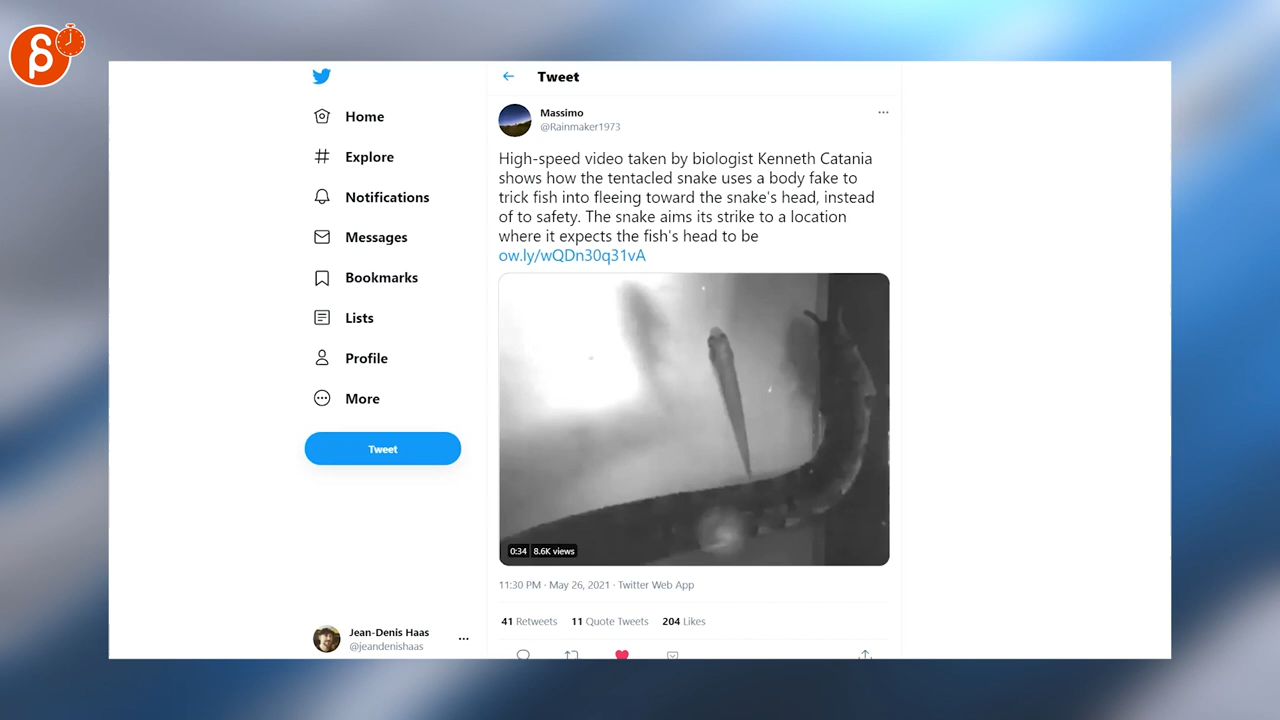 Home
Explore
Notifications
Messages
Bookmarks
Lists
Profile
More
Tweet
Jean-Denis Haas
@jeandenishaas
Tweet
Massimo
@Rainmaker1973
High-speed video taken by biologist Kenneth Catania
shows how the tentacled snake uses a body fake to
trick fish into fleeing toward the snake's head, instead
of to safety. The snake aims its strike to a location
where it expects the fish's head to be
ow.ly/wQDn30q31vA
0:34 8.6K views
11:30 PM · May 26, 2021 · Twitter Web App
41 Retweets 11 Quote Tweets 204 Likes